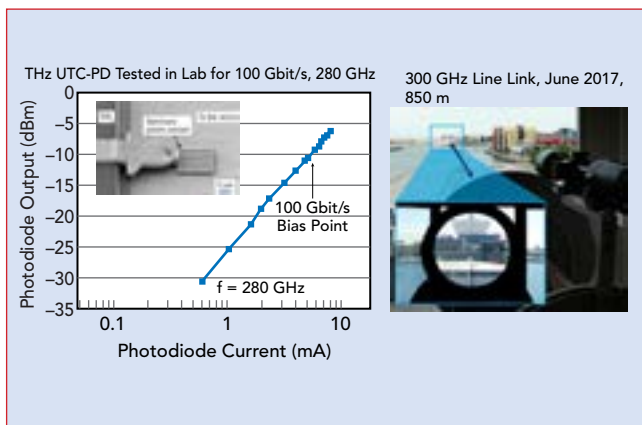 THz UTC-PD Tested in Lab for 100 Gbit/s, 280 GHz
0
−5
−10
−15
−20
−25
−30
−35
Photodiode Output (dBm)
100 Gbit/s
Bias Point
f = 280 GHz
0.1
1
10
Photodiode Current (mA)
300 GHz Line Link, June 2017,
850 m